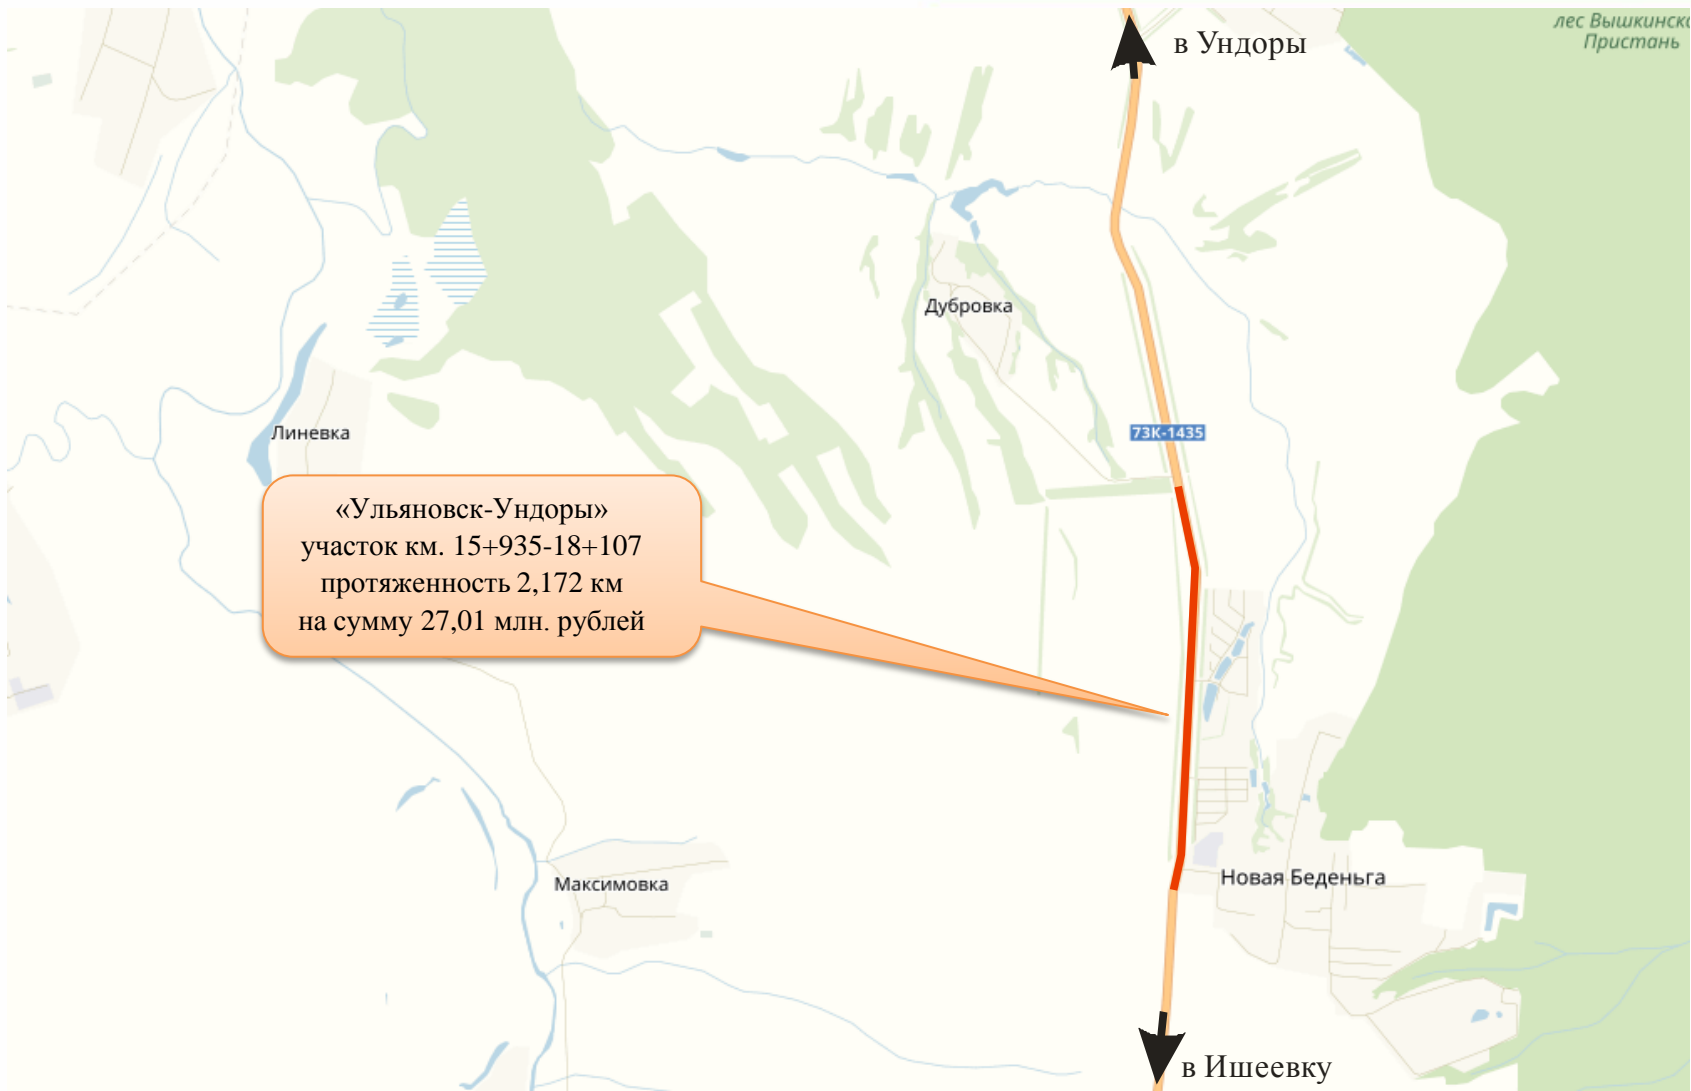 лес Вышкинск
Пристань
в Ундоры
Дубровка
73К-1435
Линевка
«Ульяновск-Ундоры»
участок км. 15+935-18+107
протяженность 2,172 км
на сумму 27,01 млн. рублей
Максимовка
Новая Беденьга
в Ишеевку